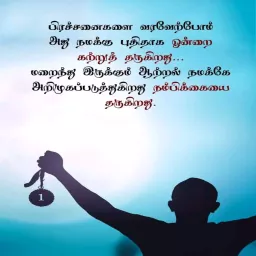 பிரச்சனைகளை வரவேற்போம்
அது நமக்கு புதிதாக ஒன்றை
கற்றுத் தருகிறது...
மறைந்து இருக்கும் ஆற்றல் நமக்கே
அறிமுகப்படுத்துகிறது நம்பிக்கையை
தருகிறது.
1